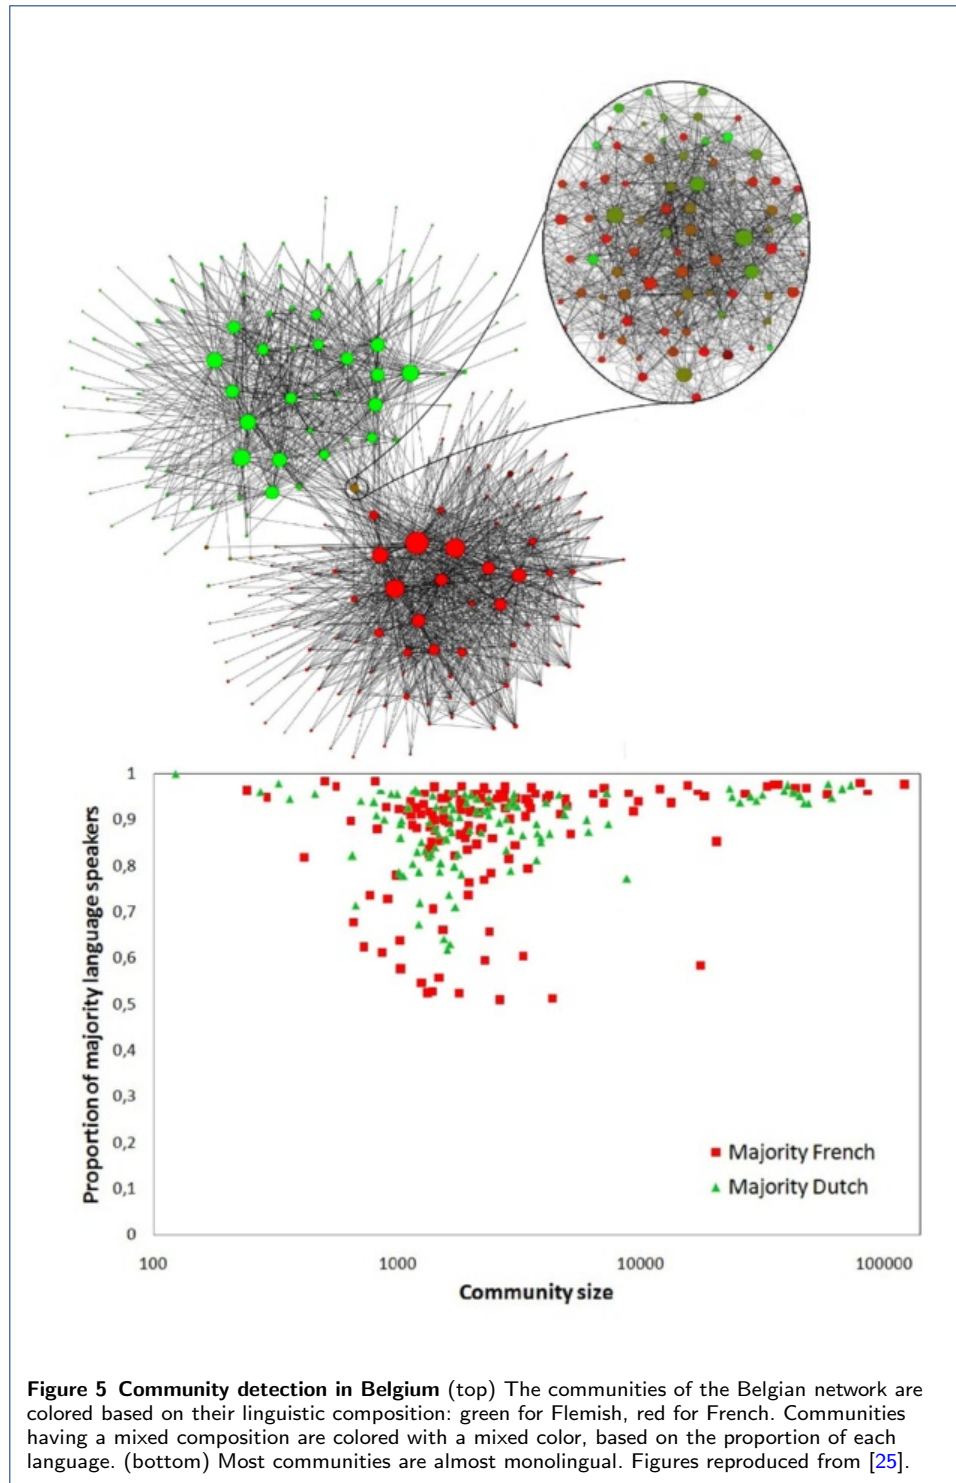 1
0,9
0,8
0,7
0,6
0,5
0,4
0,3
0,2
0,1
0
Proportion of majority language speakers
Majority French
Majority Dutch
100 1000 10000 100000
Community size
Figure 5 Community detection in Belgium (top) The communities of the Belgian network are
colored based on their linguistic composition: green for Flemish, red for French. Communities
having a mixed composition are colored with a mixed color, based on the proportion of each
language. (bottom) Most communities are almost monolingual. Figures reproduced from [25].